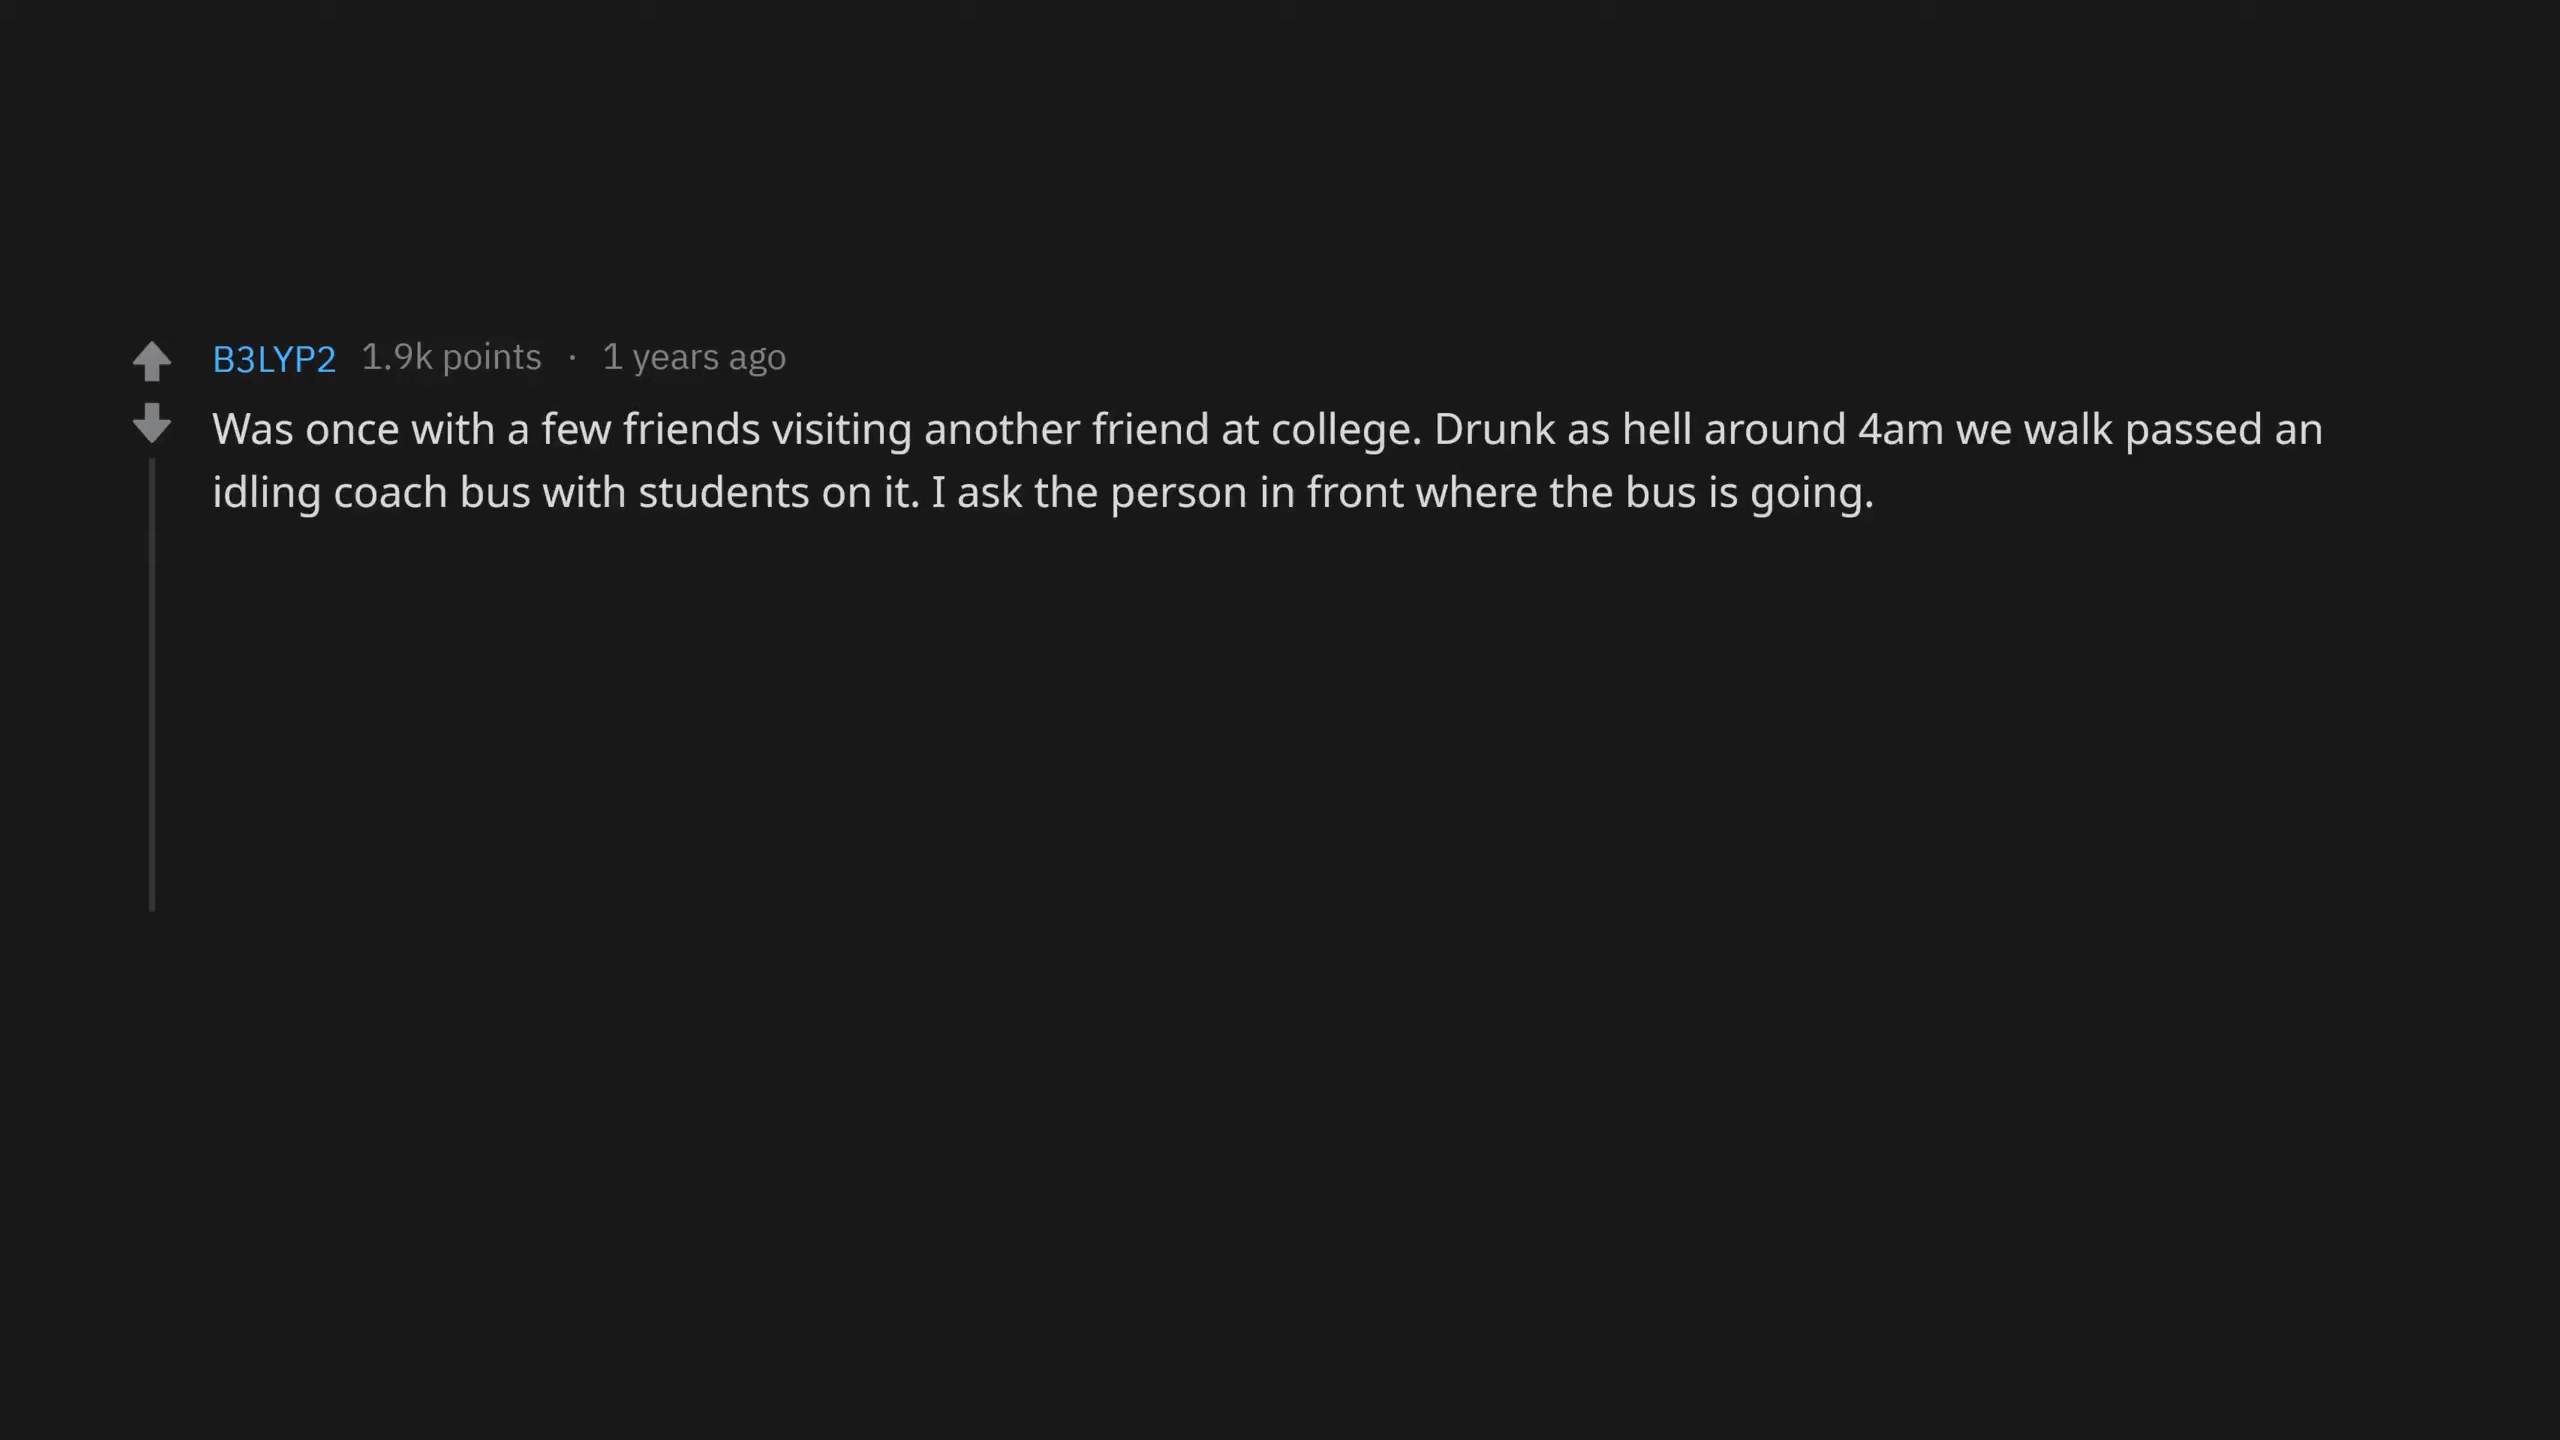 B3LYP2 1.9k points · 1 years ago
Was once with a few friends visiting another friend at college. Drunk as hell around 4am we walk passed an
idling coach bus with students on it. I ask the person in front where the bus is going.